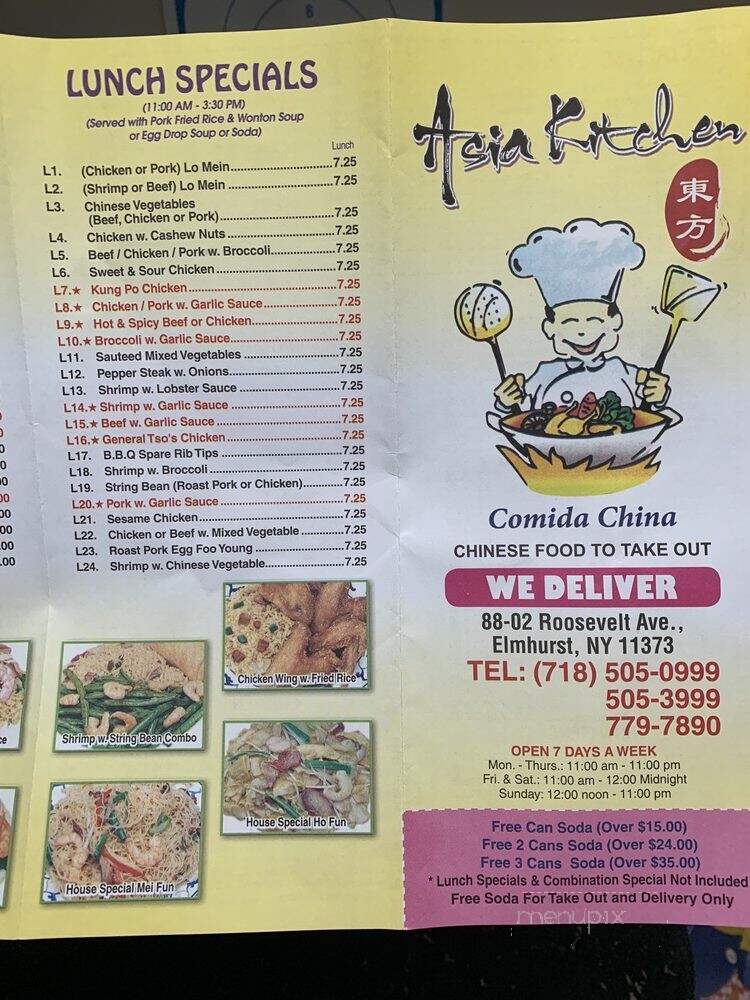 LUNCH SPECIALS
(11:00 AM - 3:30 PM)
(Served with Pork Fried Rice & Wonton Soup
or Egg Drop Soup or Soda)
Lunch
L1. (Chicken or Pork) Lo Mein 7.25
L2. (Shrimp or Beef) Lo Mein 7.25
L3. Chinese Vegetables
(Beef, Chicken or Pork) 7.25
L4. Chicken w. Cashew Nuts 7.25
L5. Beef / Chicken / Pork w. Broccoli 7.25
L6. Sweet & Sour Chicken 7.25
L7.★ Kung Po Chicken 7.25
L8.★ Chicken / Pork w. Garlic Sauce 7.25
L9.★ Hot & Spicy Beef or Chicken 7.25
L10.★ Broccoli w. Garlic Sauce 7.25
L11. Sauteed Mixed Vegetables 7.25
L12. Pepper Steak w. Onions 7.25
L13. Shrimp w. Lobster Sauce 7.25
L14.★ Shrimp w. Garlic Sauce 7.25
L15.★ Beef w. Garlic Sauce 7.25
L16.★ General Tso's Chicken 7.25
L17. B.B.Q Spare Rib Tips 7.25
L18. Shrimp w. Broccoli 7.25
L19. String Bean (Roast Pork or Chicken) 7.25
L20.★ Pork w. Garlic Sauce 7.25
L21. Sesame Chicken 7.25
L22. Chicken or Beef w. Mixed Vegetable 7.25
L23. Roast Pork Egg Foo Young 7.25
L24. Shrimp w. Chinese Vegetable 7.25
Chicken Wing w. Fried Rice
Shrimp w. String Bean Combo
House Special Ho Fun
House Special Mei Fun
Asia Kitchen
東方
Comida China
CHINESE FOOD TO TAKE OUT
WE DELIVER
88-02 Roosevelt Ave.,
Elmhurst, NY 11373
TEL: (718) 505-0999
505-3999
779-7890
OPEN 7 DAYS A WEEK
Mon. - Thurs.: 11:00 am - 11:00 pm
Fri. & Sat.: 11:00 am - 12:00 Midnight
Sunday: 12:00 noon - 11:00 pm
Free Can Soda (Over $15.00)
Free 2 Cans Soda (Over $24.00)
Free 3 Cans Soda (Over $35.00)
* Lunch Specials & Combination Special Not Included
Free Soda For Take Out and Delivery Only
menupix